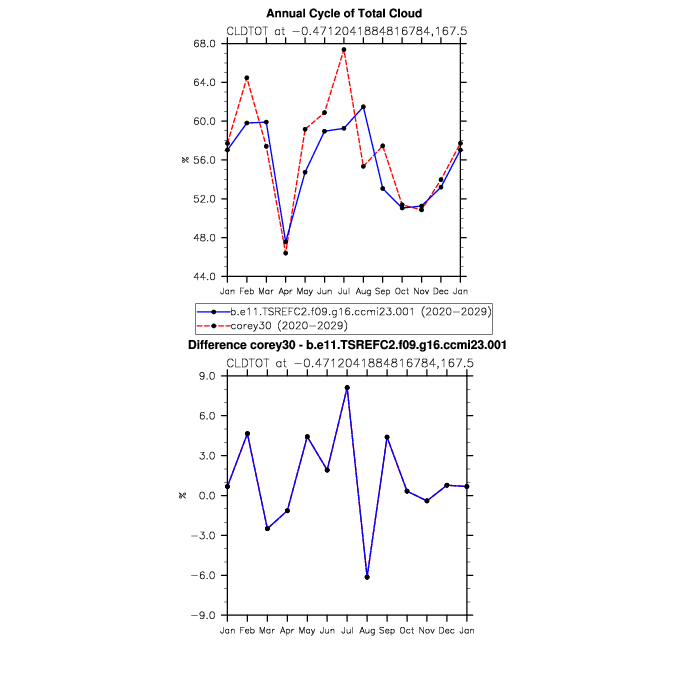 Annual Cycle of Total Cloud
CLDTOT at −0.4712041884816784,167.5
68.0
64.0
60.0
56.0
52.0
48.0
44.0
%
Jan Feb Mar Apr May Jun Jul Aug Sep Oct Nov Dec Jan
b.e11.TSREFC2.f09.g16.ccmi23.001 (2020−2029)
corey30 (2020−2029)
Difference corey30 - b.e11.TSREFC2.f09.g16.ccmi23.001
CLDTOT at −0.4712041884816784,167.5
9.0
6.0
3.0
0.0
−3.0
−6.0
−9.0
%
Jan Feb Mar Apr May Jun Jul Aug Sep Oct Nov Dec Jan